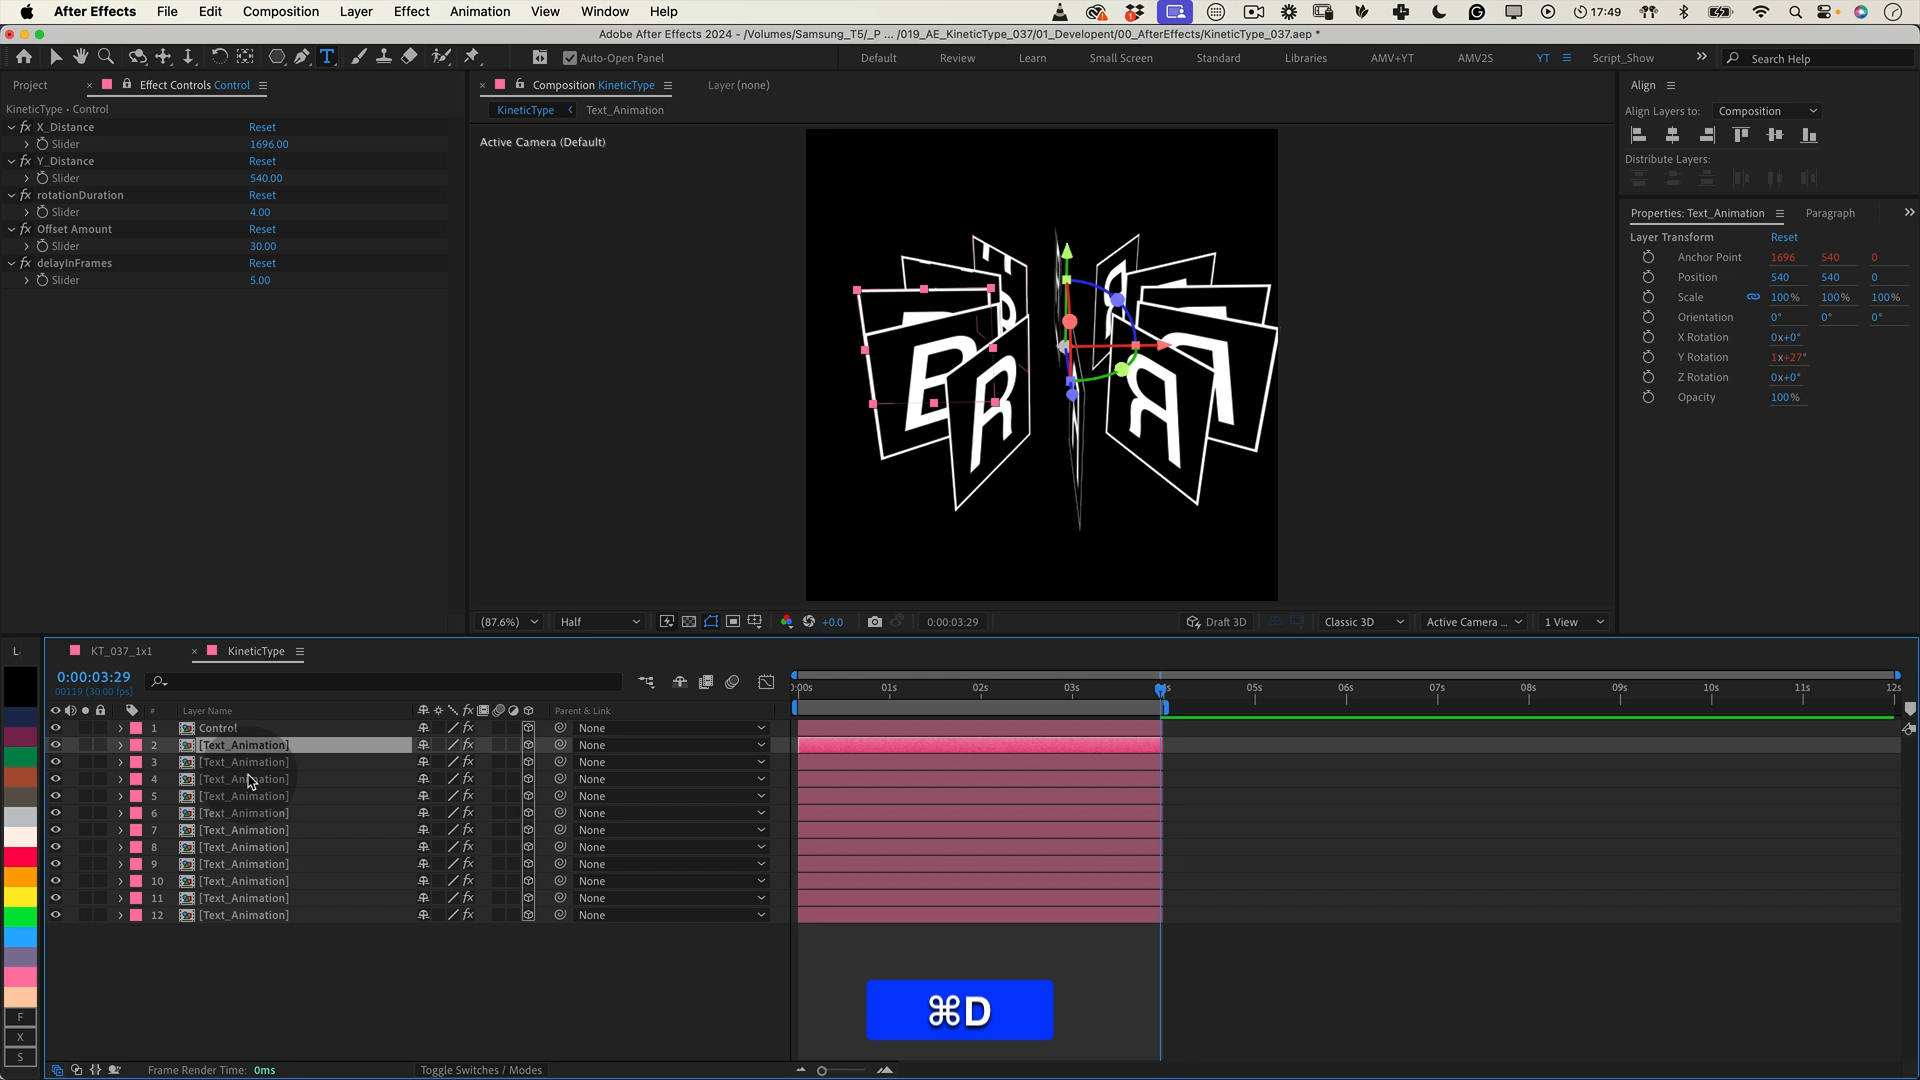 After Effects File Edit Composition Layer Effect Animation View Window Help 17:49
Adobe After Effects 2024 - /Volumes/Samsung_T5/_P ... /019_AE_KineticType_037/01_Developent/00_AfterEffects/KineticType_037.aep *
Auto-Open Panel Default Review Learn Small Screen Standard Libraries AMV+YT AMV2S YT Script_Show Search Help
Project Effect Controls Control Composition KineticType Layer (none) Align
KineticType • Control
KineticType Text_Animation
Align Layers to: Composition
Active Camera (Default)
X_Distance Reset
Slider 1696.00
Y_Distance Reset
Slider 540.00
rotationDuration Reset
Slider 4.00
Offset Amount Reset
Slider 30.00
delayInFrames Reset
Slider 5.00
Distribute Layers:
Properties: Text_Animation Paragraph
Layer Transform Reset
Anchor Point 1696 540 0
Position 540 540 0
Scale 100% 100% 100%
Orientation 0° 0° 0°
X Rotation 0x+0°
Y Rotation 1x+27°
Z Rotation 0x+0°
Opacity 100%
(87.6%) Half +0.0 0:00:03:29 Draft 3D Classic 3D Active Camera ... 1 View
KT_037_1x1 KineticType
0:00:03:29
00119 (30.00 fps)
01s 02s 03s 05s 06s 07s 08s 09s 10s 11s 12s
# Layer Name Parent & Link
1 Control None
2 [Text_Animation] None
3 [Text_Animation] None
4 [Text_Animation] None
5 [Text_Animation] None
6 [Text_Animation] None
7 [Text_Animation] None
8 [Text_Animation] None
9 [Text_Animation] None
10 [Text_Animation] None
11 [Text_Animation] None
12 [Text_Animation] None
⌘D
F
X
S
Frame Render Time: 0ms Toggle Switches / Modes